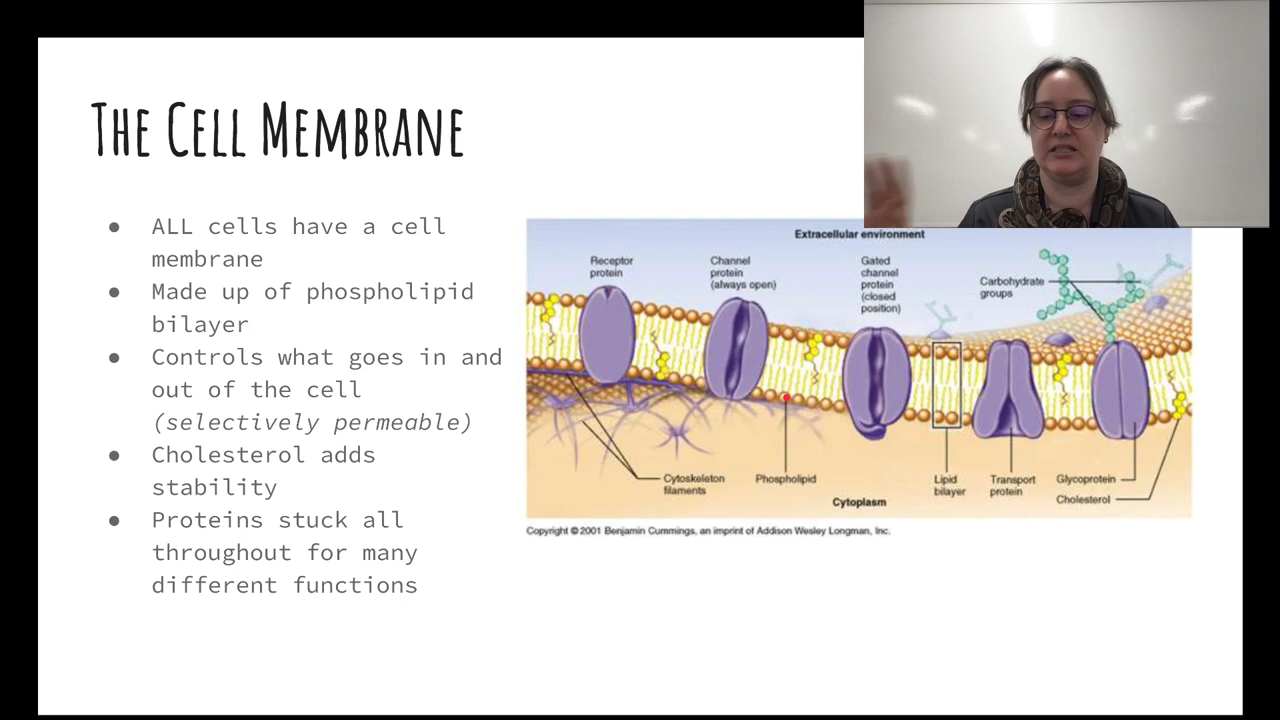 THE CELL MEMBRANE
● ALL cells have a cell
membrane
● Made up of phospholipid
bilayer
● Controls what goes in and
out of the cell
(selectively permeable)
● Cholesterol adds
stability
● Proteins stuck all
throughout for many
different functions
Extracellular environment
Receptor
protein
Channel
protein
(always open)
Gated
channel
protein
(closed
position)
Carbohydrate
groups
Cytoskeleton
filaments
Phospholipid
Lipid
bilayer
Transport
protein
Glycoprotein
Cholesterol
Cytoplasm
Copyright © 2001 Benjamin Cummings, an imprint of Addison Wesley Longman, Inc.